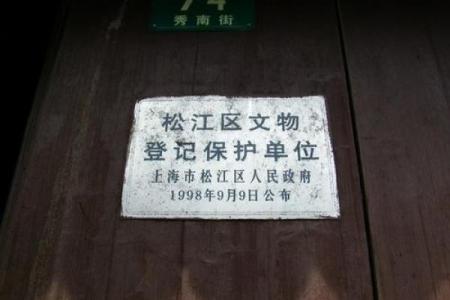 74
秀南街
松江区文物
登记保护单位
上海市松江区人民政府
1998年9月9日公布